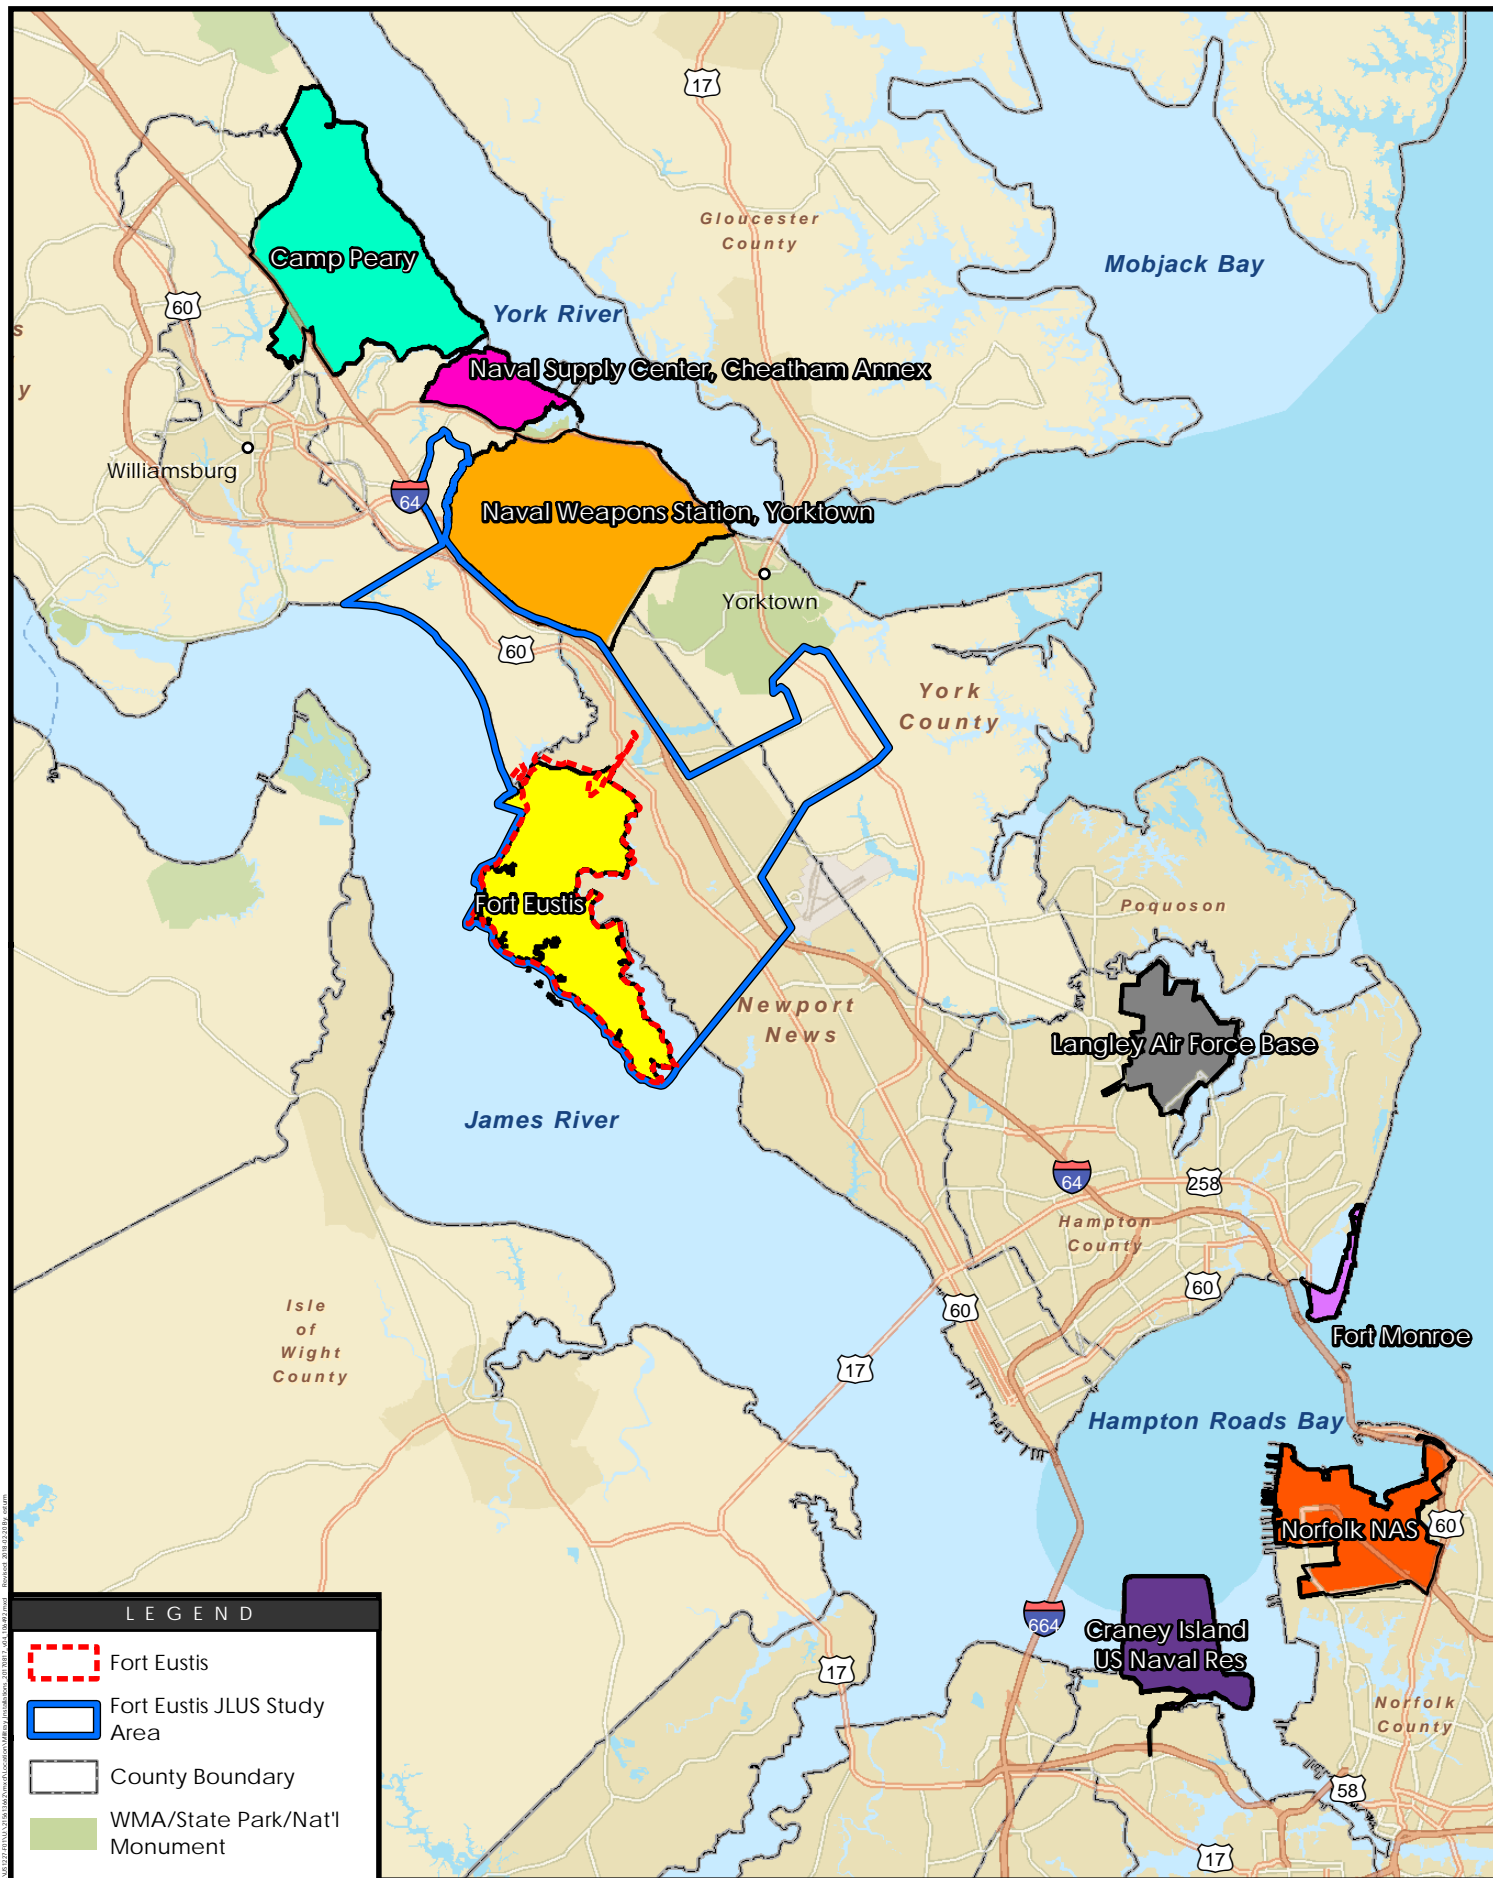 17
Gloucester
County
Camp Peary
Mobjack Bay
60
York River
s
Naval Supply Center, Cheatham Annex
y
Williamsburg
64
Naval Weapons Station, Yorktown
Yorktown
60
York
County
Fort Eustis
Poquoson
Newport
News
Langley Air Force Base
James River
64
258
Hampton
County
60
60
Isle
of
Wight
County
Fort Monroe
17
Hampton Roads Bay
Norfolk NAS
60
664
Craney Island
US Naval Res
17
Norfolk
County
58
17
LEGEND
Fort Eustis
Fort Eustis JLUS Study
Area
County Boundary
WMA/State Park/Nat'l
Monument